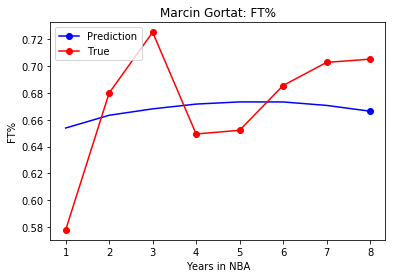 Marcin Gortat: FT%
Prediction
True
FT%
0.72
0.70
0.68
0.66
0.64
0.62
0.60
0.58
1 2 3 4 5 6 7 8
Years in NBA